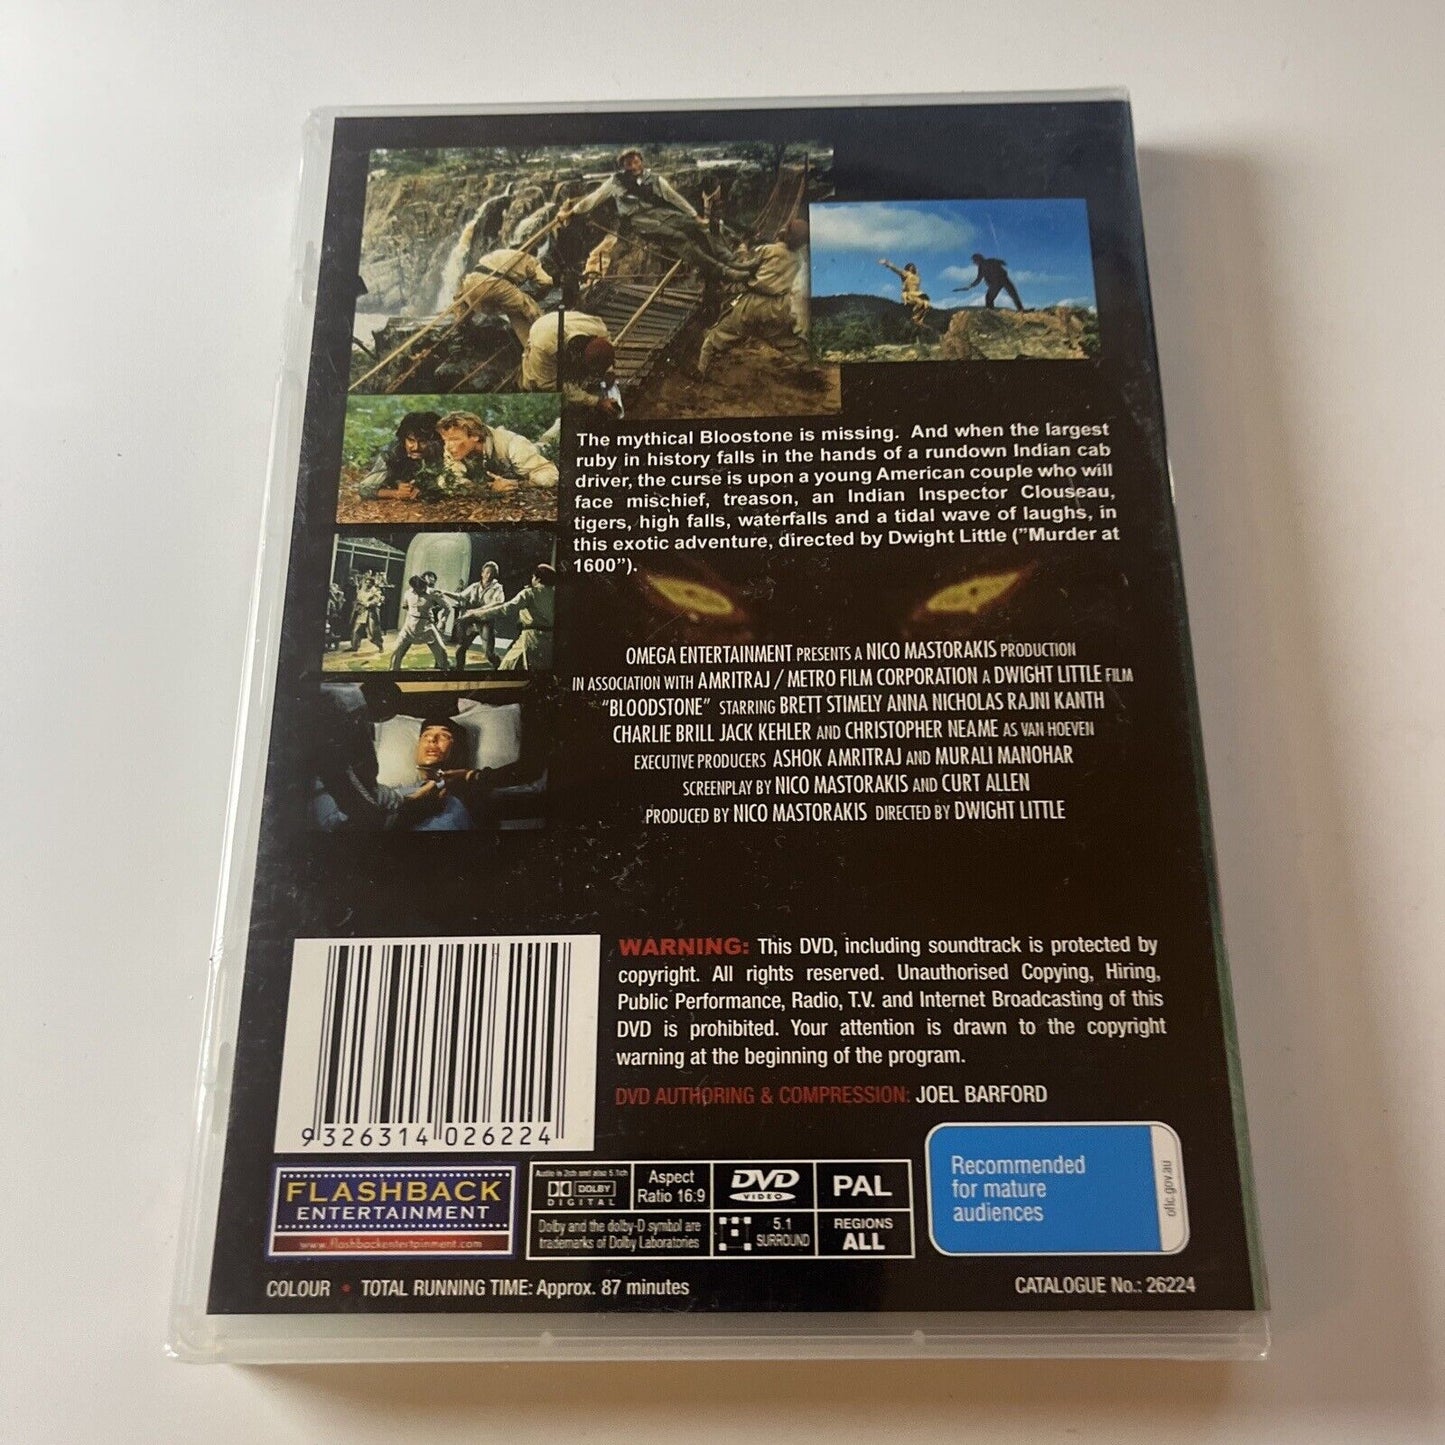 The mythical Bloostone is missing. And when the largest
ruby in history falls in the hands of a rundown Indian cab
driver, the curse is upon a young American couple who will
face mischief, treason, an Indian Inspector Clouseau,
tigers, high falls, waterfalls and a tidal wave of laughs, in
this exotic adventure, directed by Dwight Little ("Murder at
1600").
OMEGA ENTERTAINMENT PRESENTS A NICO MASTORAKIS PRODUCTION
IN ASSOCIATION WITH AMRITRAJ / METRO FILM CORPORATION A DWIGHT LITTLE FILM
"BLOODSTONE" STARRING BRETT STIMELY ANNA NICHOLAS RAJNI KANTH
CHARLIE BRILL JACK KEHLER AND CHRISTOPHER NEAME AS VAN HOEVEN
EXECUTIVE PRODUCERS ASHOK AMRITRAJ AND MURALI MANOHAR
SCREENPLAY BY NICO MASTORAKIS AND CURT ALLEN
PRODUCED BY NICO MASTORAKIS DIRECTED BY DWIGHT LITTLE
WARNING: This DVD, including soundtrack is protected by
copyright. All rights reserved. Unauthorised Copying, Hiring,
Public Performance, Radio, T.V. and Internet Broadcasting of this
DVD is prohibited. Your attention is drawn to the copyright
warning at the beginning of the program.
DVD AUTHORING & COMPRESSION: JOEL BARFORD
9 326314 026224
FLASHBACK
ENTERTAINMENT
www.flashbackentertainment.com
Audio is 2ch and also 5.1ch
DOLBY
DIGITAL
Aspect
Ratio 16:9
DVD
VIDEO
PAL
Dolby and the dolby-D symbol are
trademarks of Dolby Laboratories
5.1
SURROUND
REGIONS
ALL
Recommended
for mature
audiences
oflc.gov.au
COLOUR • TOTAL RUNNING TIME: Approx. 87 minutes
CATALOGUE No.: 26224